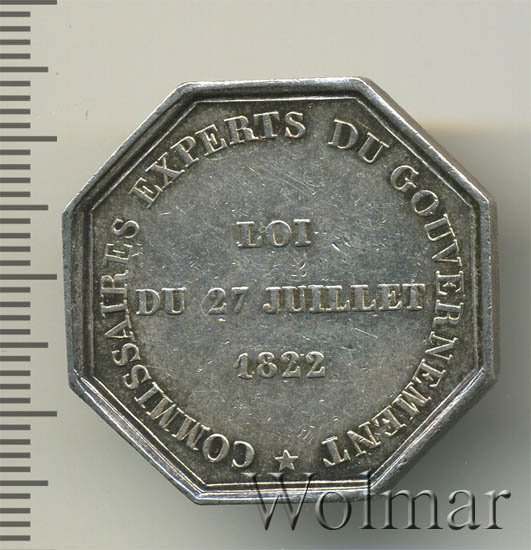 COMMISSAIRES EXPERTS DU GOUVERNEMENT ★
LOI
DU 27 JUILLET
1822
Wolmar